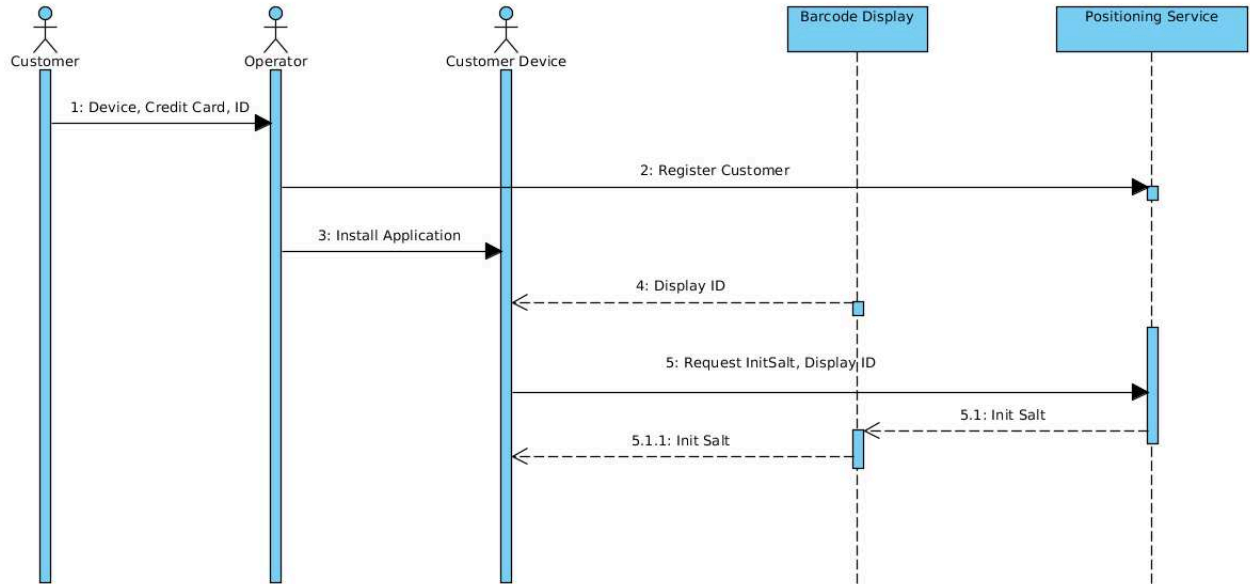 Barcode Display
Positioning Service
Customer
Operator
Customer Device
1: Device, Credit Card, ID
2: Register Customer
3: Install Application
4: Display ID
5: Request InitSalt, Display ID
5.1: Init Salt
5.1.1: Init Salt